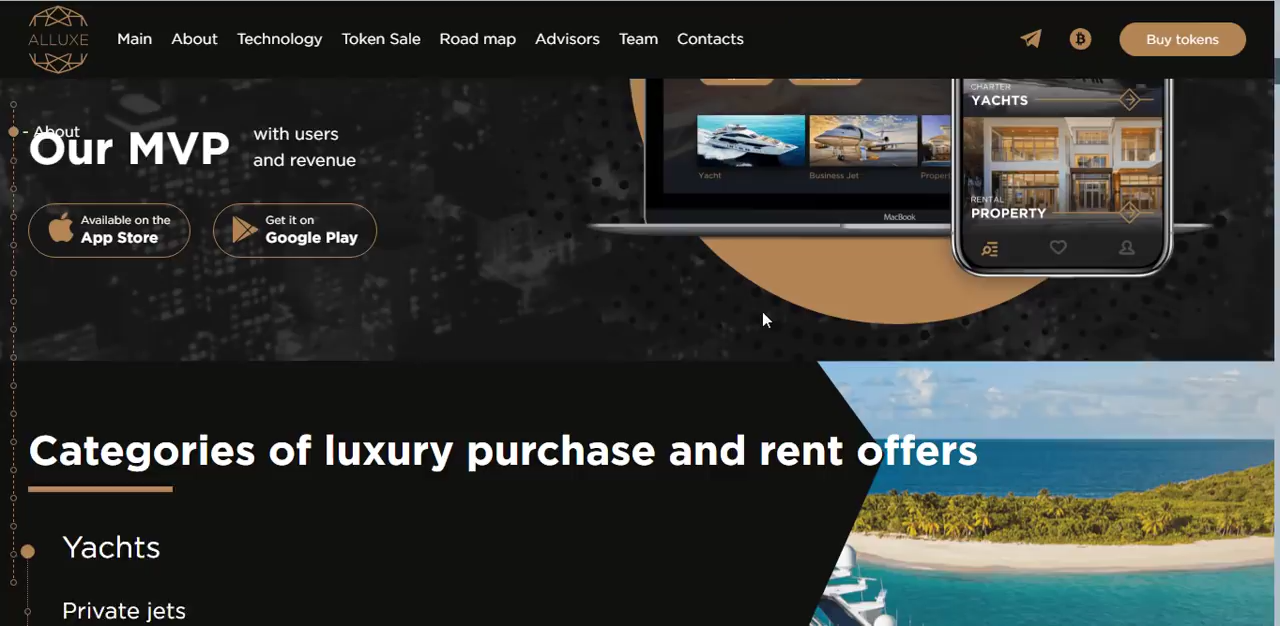 ALLUXE
Main
About
Technology
Token Sale
Road map
Advisors
Team
Contacts
Buy tokens
- About
Our MVP
with users
and revenue
Available on the
App Store
Get it on
Google Play
Yacht
Business Jet
MacBook
CHARTER
YACHTS
RENTAL
PROPERTY
Categories of luxury purchase and rent offers
Yachts
Private jets